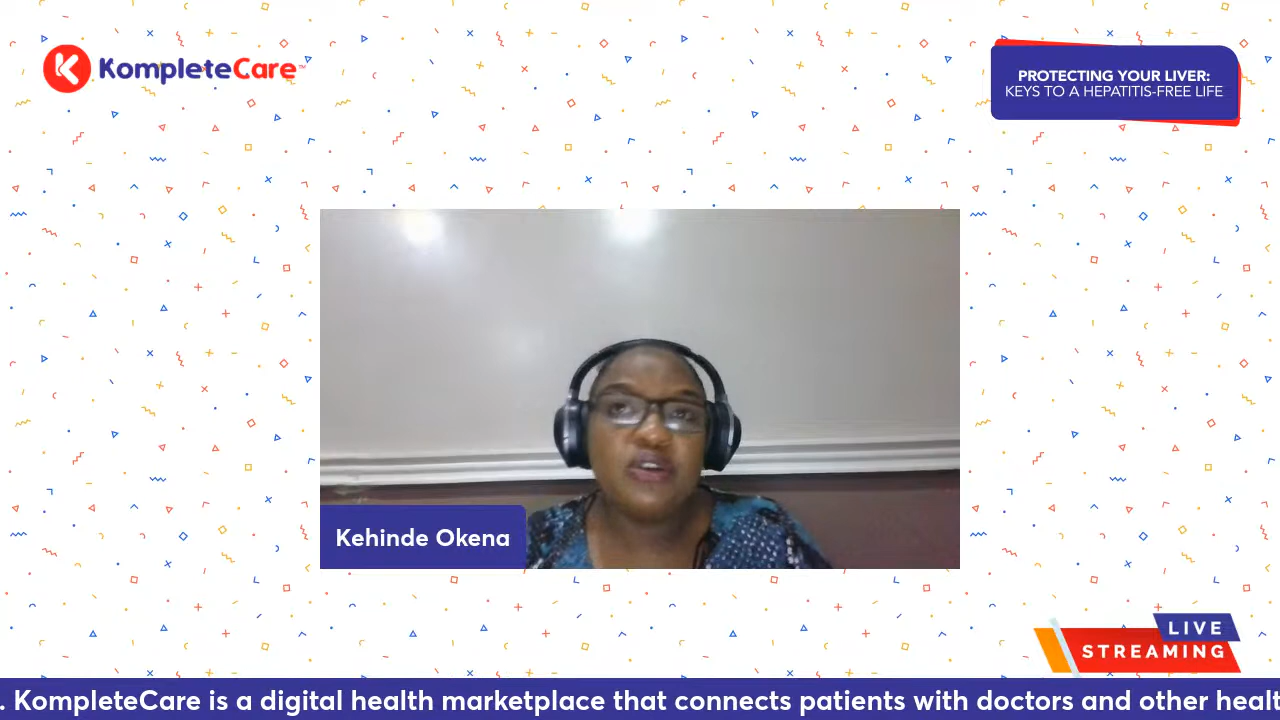 KompleteCare™
PROTECTING YOUR LIVER:
KEYS TO A HEPATITIS-FREE LIFE
Kehinde Okena
LIVE
STREAMING
. KompleteCare is a digital health marketplace that connects patients with doctors and other healt